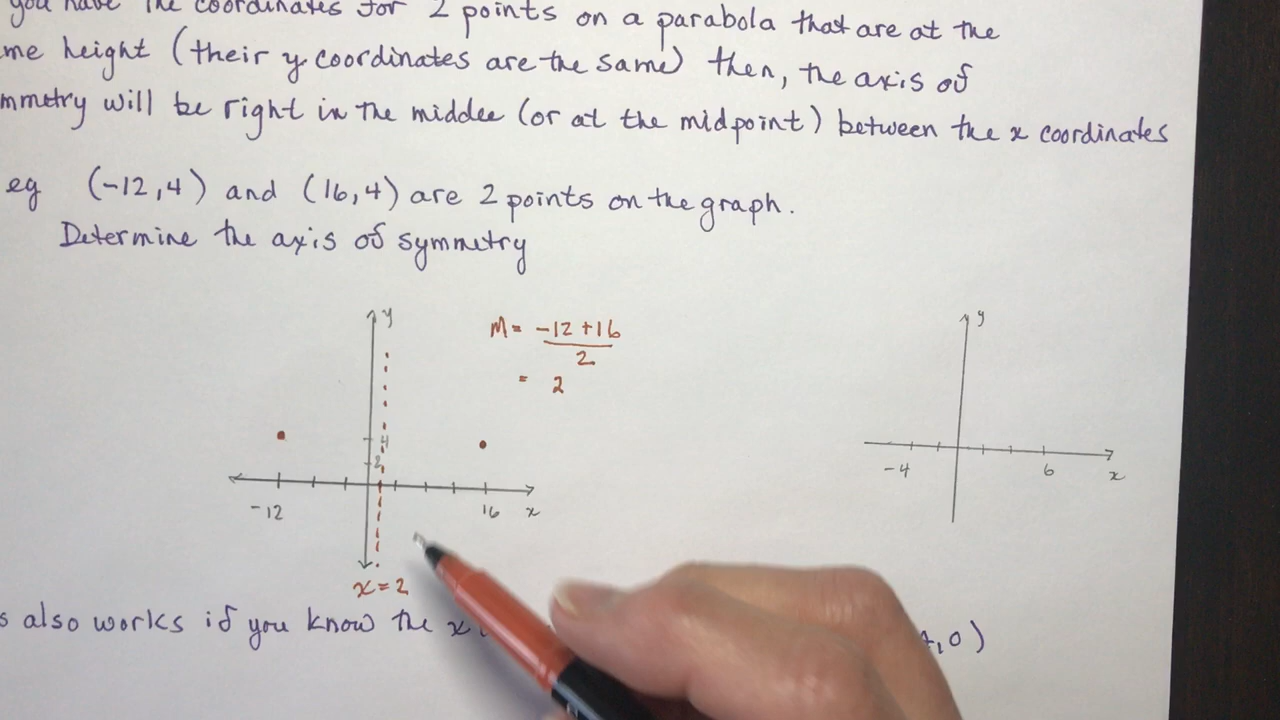 you have the coordinates for 2 points on a parabola that are at the
me height (their y coordinates are the same) then, the axis of
mmetry will be right in the middle (or at the midpoint) between the x coordinates
eg (-12,4) and (16,4) are 2 points on the graph.
Determine the axis of symmetry
y
M = -12 +16
2
= 2
4
2
-12
16
x
x=2
y
-4
6
x
s also works if you know the x
,0)